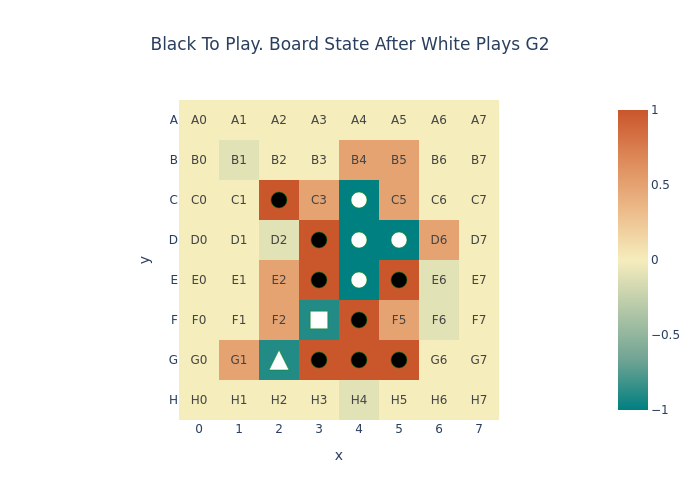 Black To Play. Board State After White Plays G2
A A0 A1 A2 A3 A4 A5 A6 A7
B B0 B1 B2 B3 B4 B5 B6 B7
C C0 C1 C3 C5 C6 C7
D D0 D1 D2 D6 D7
E E0 E1 E2 E6 E7
F F0 F1 F2 F5 F6 F7
G G0 G1 G6 G7
H H0 H1 H2 H3 H4 H5 H6 H7
0 1 2 3 4 5 6 7
x
y
1
0.5
0
−0.5
−1